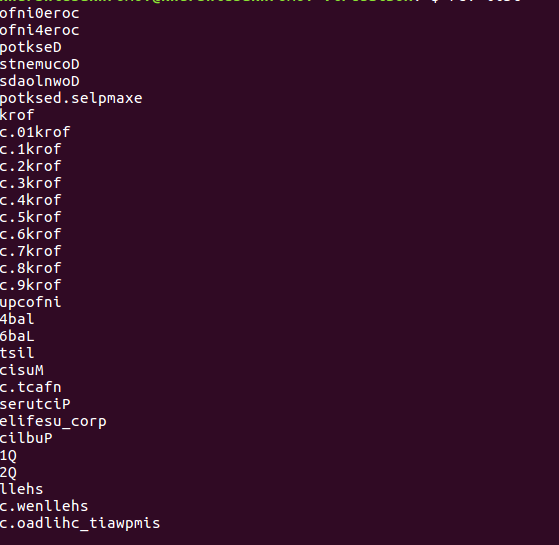 ofni0eroc
ofni4eroc
potkseD
stnemucoD
sdaolnwoD
potksed.selpmaxe
krof
c.01krof
c.1krof
c.2krof
c.3krof
c.4krof
c.5krof
c.6krof
c.7krof
c.8krof
c.9krof
upcofni
4bal
6baL
tsil
cisuM
c.tcafn
serutciP
elifesu_corp
cilbuP
1Q
2Q
llehs
c.wenllehs
c.oadlihc_tiawpmis